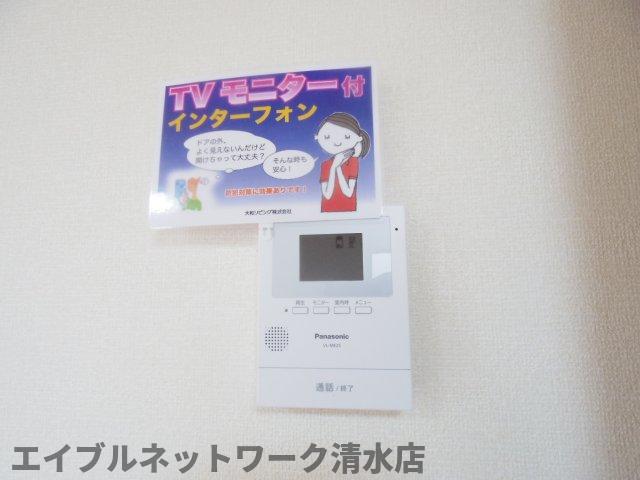 TVモニター付
インターフォン
ドアの外、
よく見えないんだけど
開けちゃって大丈夫?
そんな時も
安心!
防犯対策に効果ありです!
大和リビング株式会社
再生
モニター
室内呼
メニュー
Panasonic
通話/終了
エイブルネットワーク清水店